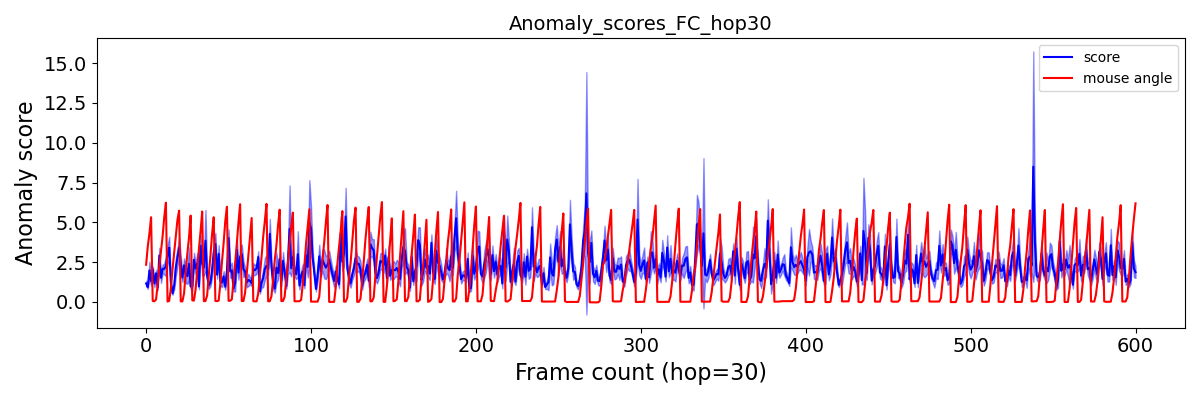 Anomaly_scores_FC_hop30
Anomaly score
15.0
12.5
10.0
7.5
5.0
2.5
0.0
score
mouse angle
0 100 200 300 400 500 600
Frame count (hop=30)